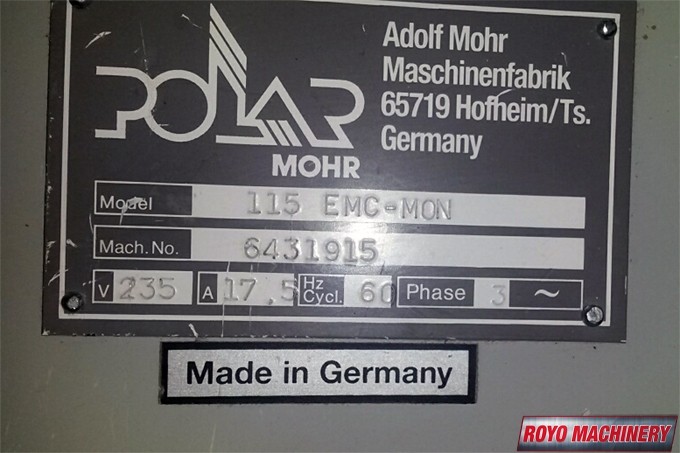 POLAR
MOHR
Adolf Mohr
Maschinenfabrik
65719 Hofheim/Ts.
Germany
Model 115 EMC-MON
Mach. No. 6431915
V 235 A 17.5 Hz Cycl. 60 Phase 3 ~
Made in Germany
ROYO MACHINERY